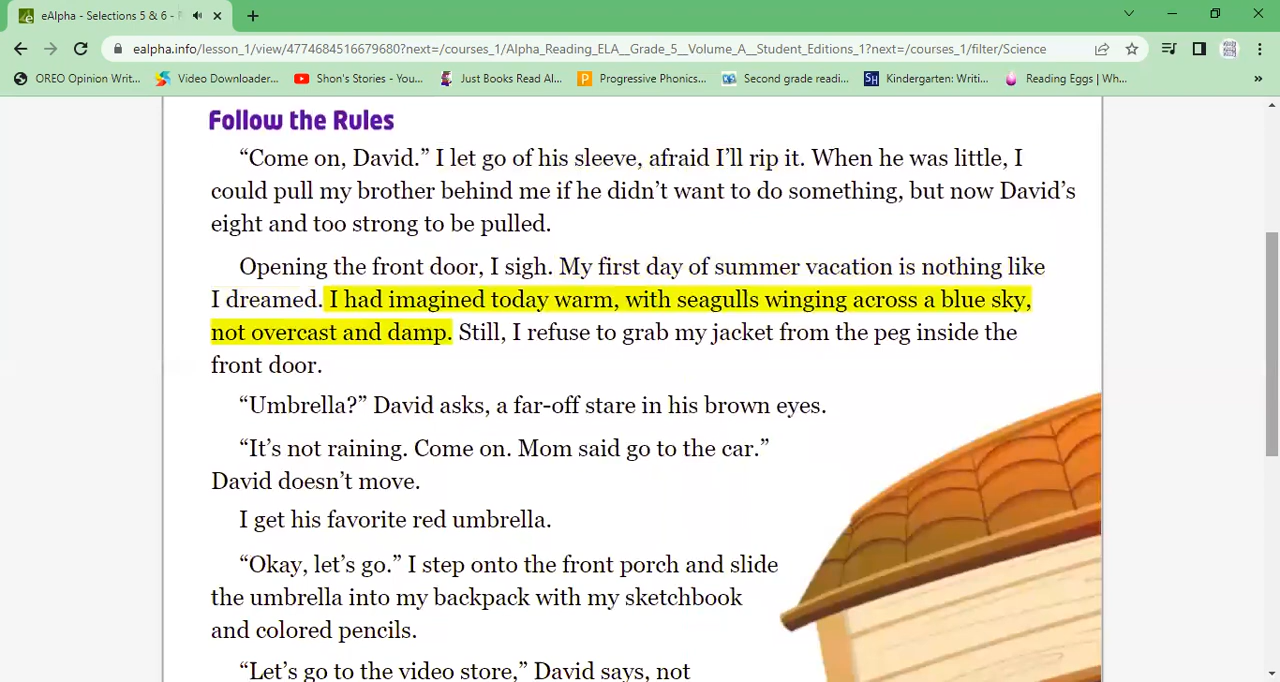 eAlpha - Selections 5 & 6 -
ealpha.info/lesson_1/view/4774684516679680?next=/courses_1/Alpha_Reading_ELA__Grade_5__Volume_A__Student_Editions_1?next=/courses_1/filter/Science
OREO Opinion Writ... Video Downloader... Shon's Stories - You... Just Books Read Al... Progressive Phonics... Second grade readi... Kindergarten: Writi... Reading Eggs | Wh... »
Follow the Rules
“Come on, David.” I let go of his sleeve, afraid I’ll rip it. When he was little, I
could pull my brother behind me if he didn’t want to do something, but now David’s
eight and too strong to be pulled.
Opening the front door, I sigh. My first day of summer vacation is nothing like
I dreamed. I had imagined today warm, with seagulls winging across a blue sky,
not overcast and damp. Still, I refuse to grab my jacket from the peg inside the
front door.
“Umbrella?” David asks, a far-off stare in his brown eyes.
“It’s not raining. Come on. Mom said go to the car.”
David doesn’t move.
I get his favorite red umbrella.
“Okay, let’s go.” I step onto the front porch and slide
the umbrella into my backpack with my sketchbook
and colored pencils.
“Let’s go to the video store,” David says, not